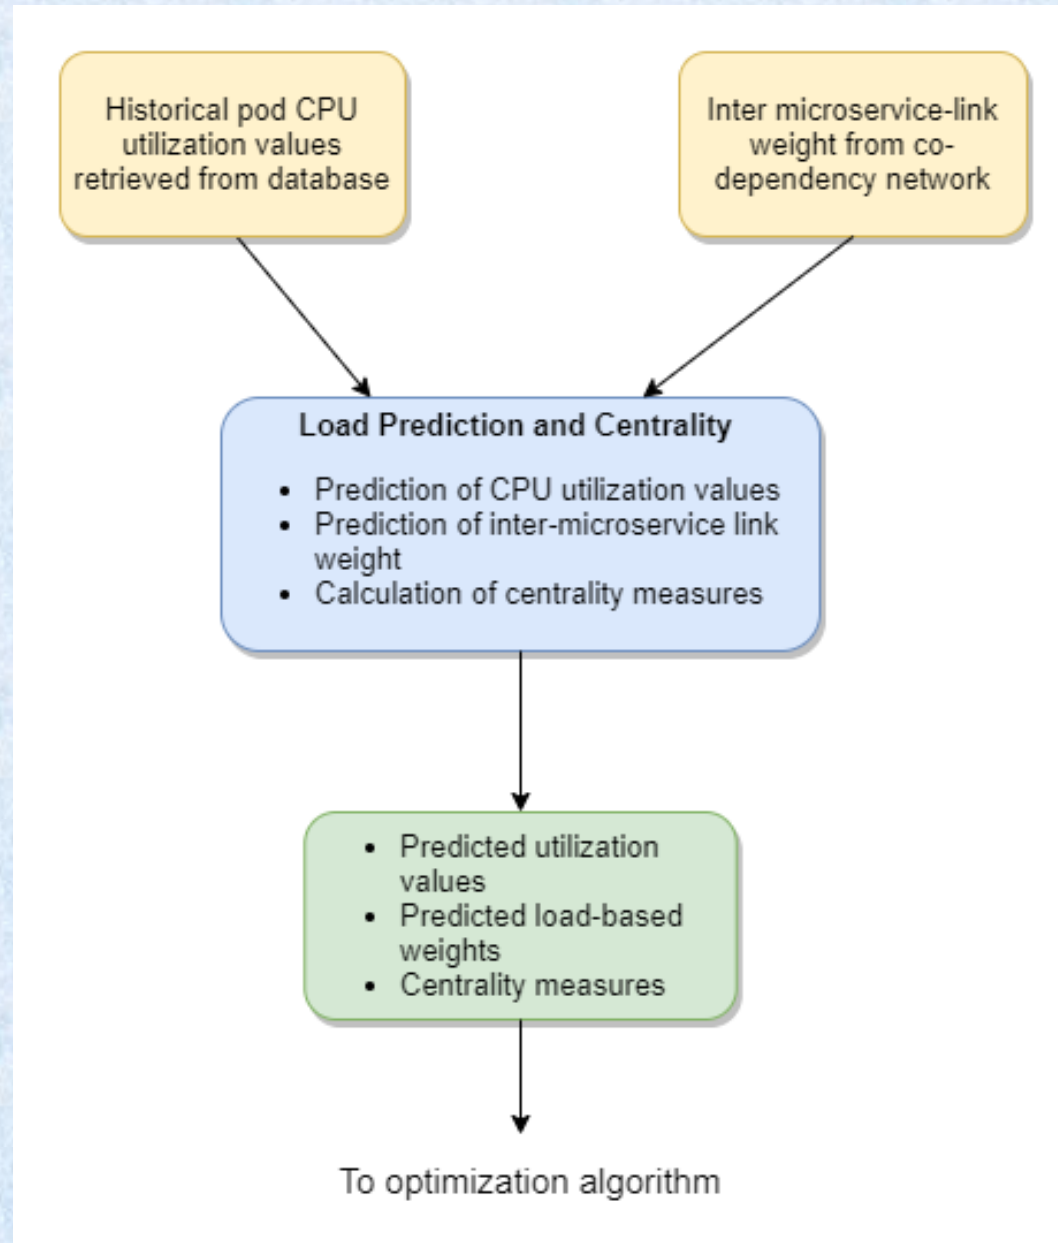 Historical pod CPU
utilization values
retrieved from database
Inter microservice-link
weight from co-
dependency network
Load Prediction and Centrality
• Prediction of CPU utilization values
• Prediction of inter-microservice link
weight
• Calculation of centrality measures
• Predicted utilization
values
• Predicted load-based
weights
• Centrality measures
To optimization algorithm